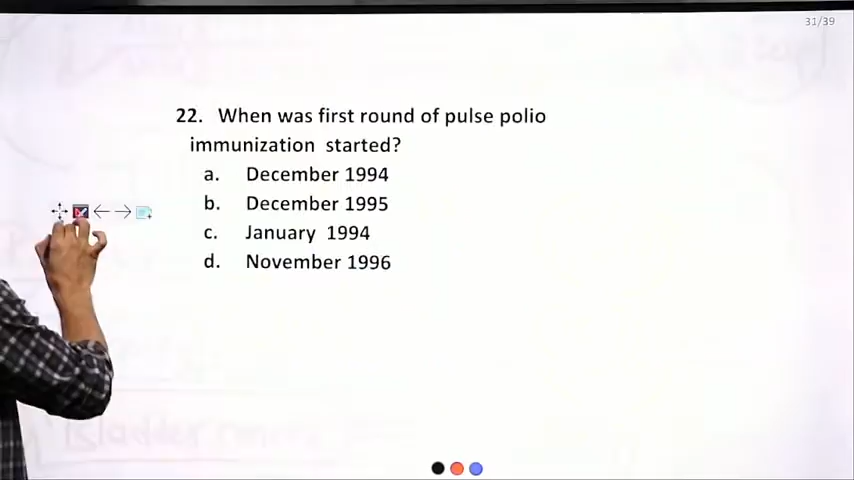 31/39
22. When was first round of pulse polio
immunization started?
a. December 1994
b. December 1995
c. January 1994
d. November 1996
Bladder